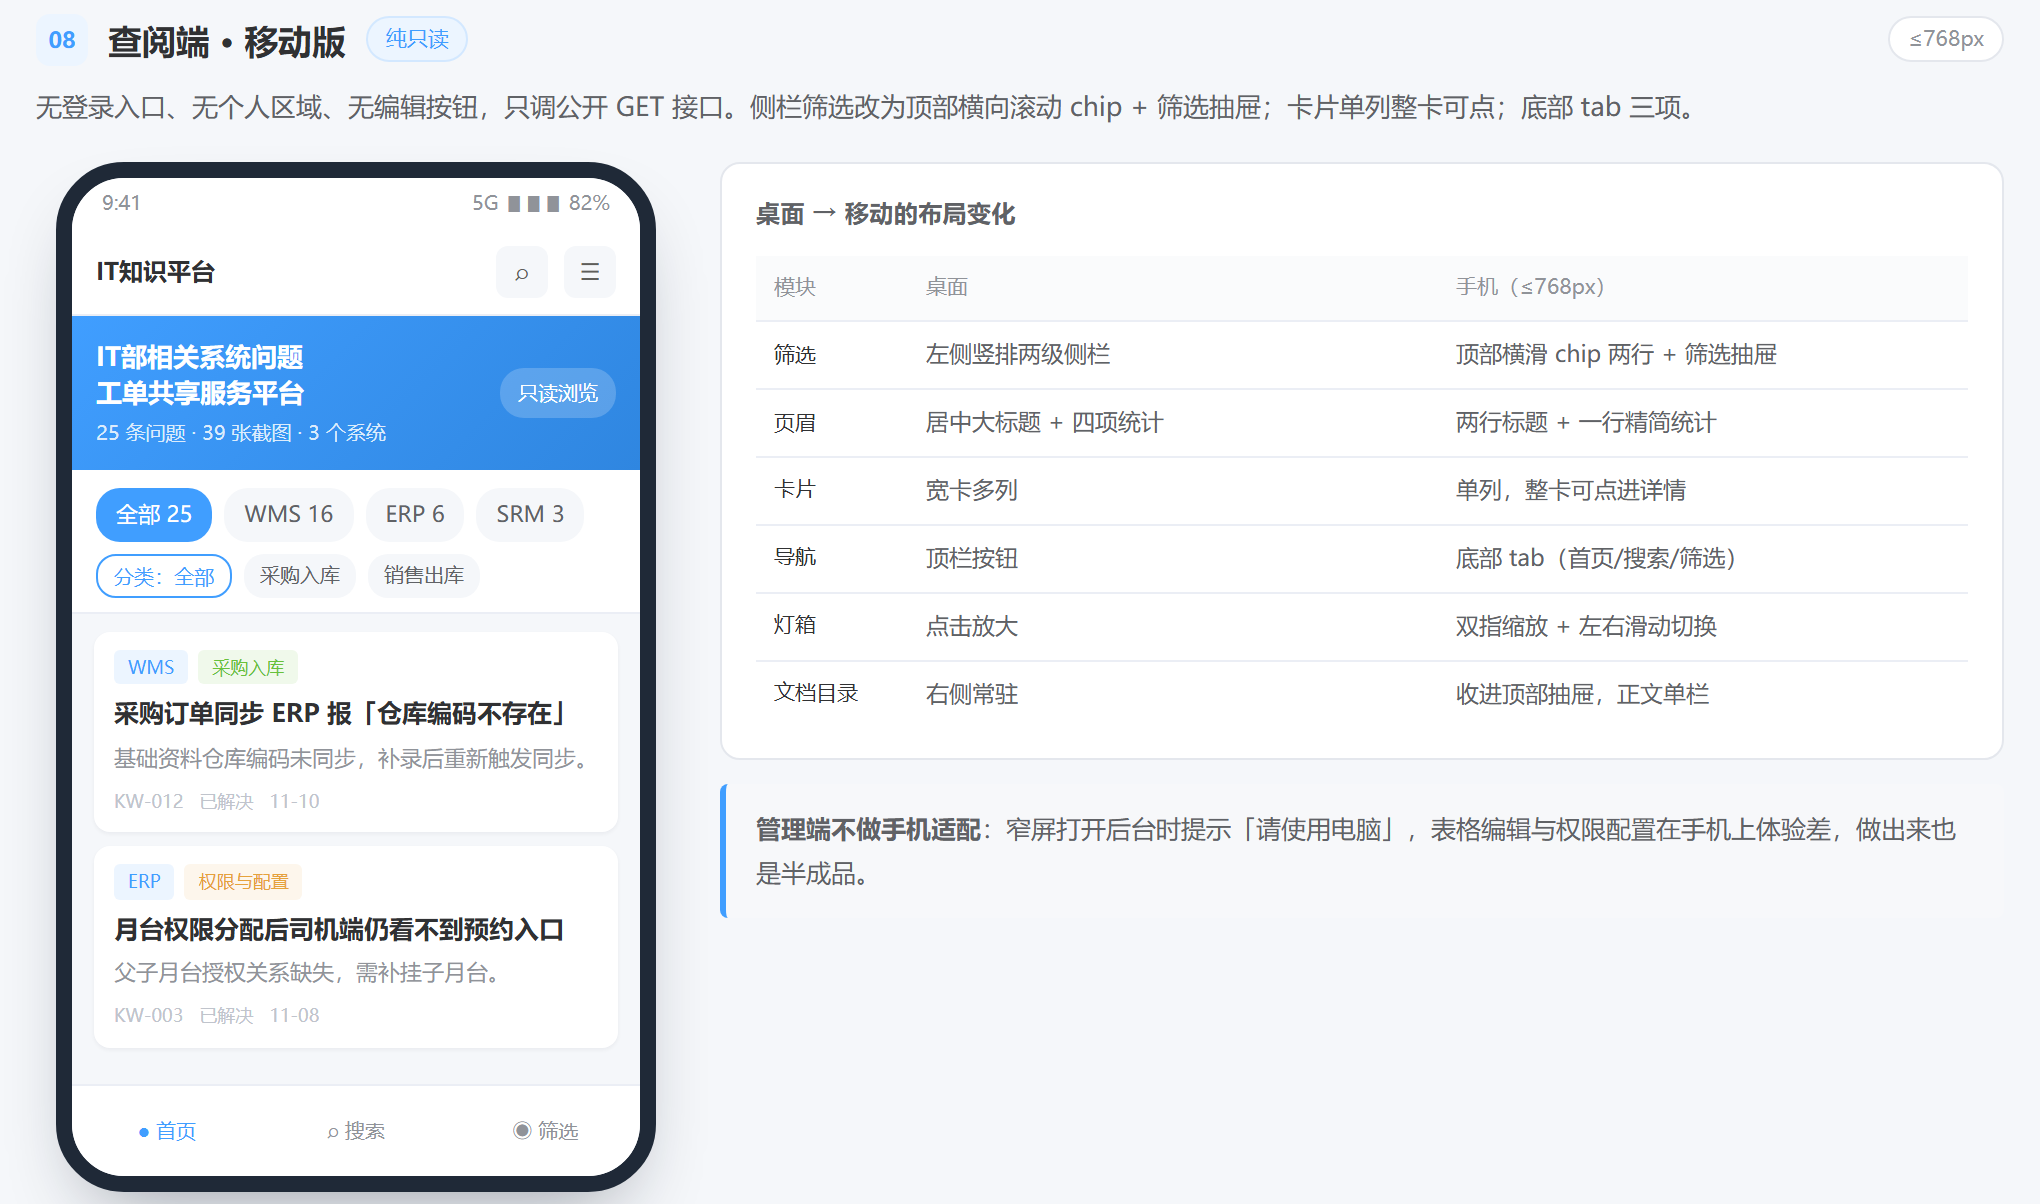 08 查阅端 • 移动版 纯只读 ≤768px
无登录入口、无个人区域、无编辑按钮，只调公开 GET 接口。侧栏筛选改为顶部横向滚动 chip + 筛选抽屉；卡片单列整卡可点；底部 tab 三项。
9:41 5G 82%
IT知识平台
IT部相关系统问题
工单共享服务平台
只读浏览
25 条问题 · 39 张截图 · 3 个系统
全部 25 WMS 16 ERP 6 SRM 3
分类：全部 采购入库 销售出库
WMS 采购入库
采购订单同步 ERP 报「仓库编码不存在」
基础资料仓库编码未同步，补录后重新触发同步。
KW-012 已解决 11-10
ERP 权限与配置
月台权限分配后司机端仍看不到预约入口
父子月台授权关系缺失，需补挂子月台。
KW-003 已解决 11-08
首页 搜索 筛选
桌面 → 移动的布局变化
模块 桌面 手机（≤768px）
筛选 左侧竖排两级侧栏 顶部横滑 chip 两行 + 筛选抽屉
页眉 居中大标题 + 四项统计 两行标题 + 一行精简统计
卡片 宽卡多列 单列，整卡可点进详情
导航 顶栏按钮 底部 tab（首页/搜索/筛选）
灯箱 点击放大 双指缩放 + 左右滑动切换
文档目录 右侧常驻 收进顶部抽屉，正文单栏
管理端不做手机适配：窄屏打开后台时提示「请使用电脑」，表格编辑与权限配置在手机上体验差，做出来也
是半成品。